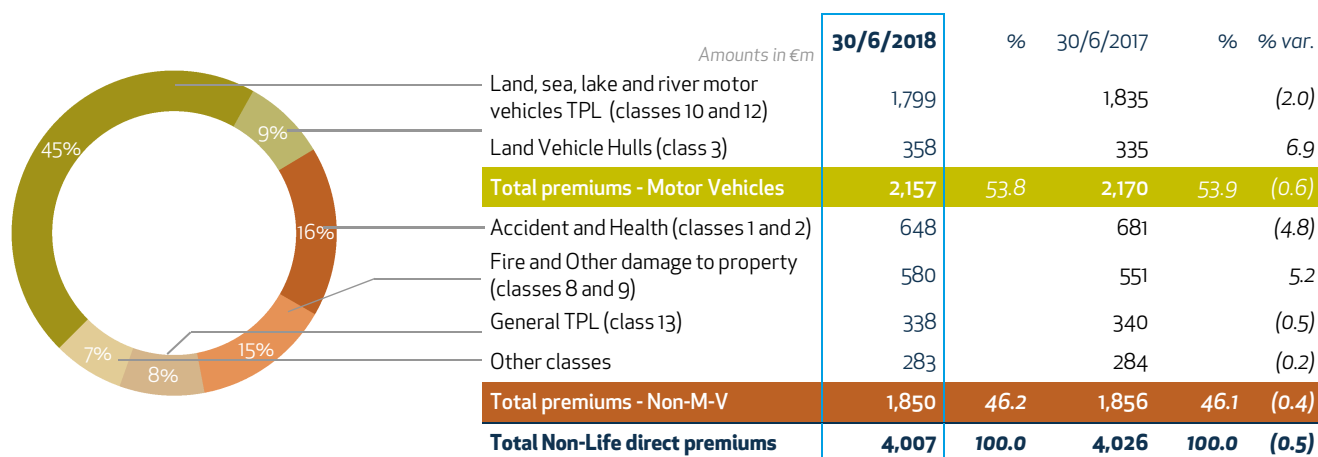 Amounts in €m 30/6/2018 % 30/6/2017 % % var.
Land, sea, lake and river motor
vehicles TPL (classes 10 and 12) 1,799 1,835 (2.0)
Land Vehicle Hulls (class 3) 358 335 6.9
Total premiums - Motor Vehicles 2,157 53.8 2,170 53.9 (0.6)
Accident and Health (classes 1 and 2) 648 681 (4.8)
Fire and Other damage to property
(classes 8 and 9) 580 551 5.2
General TPL (class 13) 338 340 (0.5)
Other classes 283 284 (0.2)
Total premiums - Non-M-V 1,850 46.2 1,856 46.1 (0.4)
Total Non-Life direct premiums 4,007 100.0 4,026 100.0 (0.5)
45%
9%
16%
15%
8%
7%